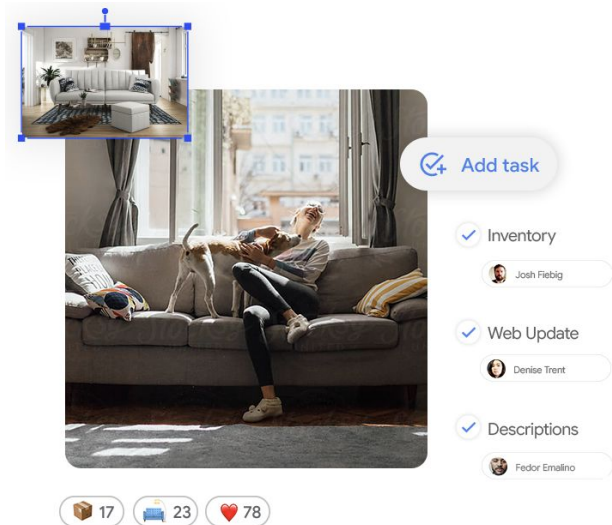 Add task
Inventory
Josh Fiebig
Web Update
Denise Trent
Descriptions
Fedor Emalino
17
23
78